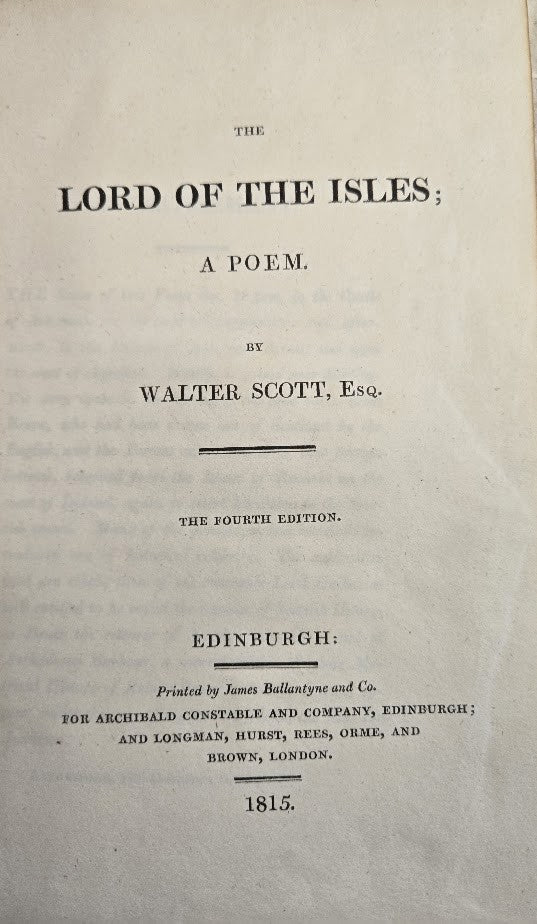 THE
LORD OF THE ISLES;
A POEM.
BY
WALTER SCOTT, Esq.
THE FOURTH EDITION.
EDINBURGH:
Printed by James Ballantyne and Co.
FOR ARCHIBALD CONSTABLE AND COMPANY, EDINBURGH;
AND LONGMAN, HURST, REES, ORME, AND
BROWN, LONDON.
1815.